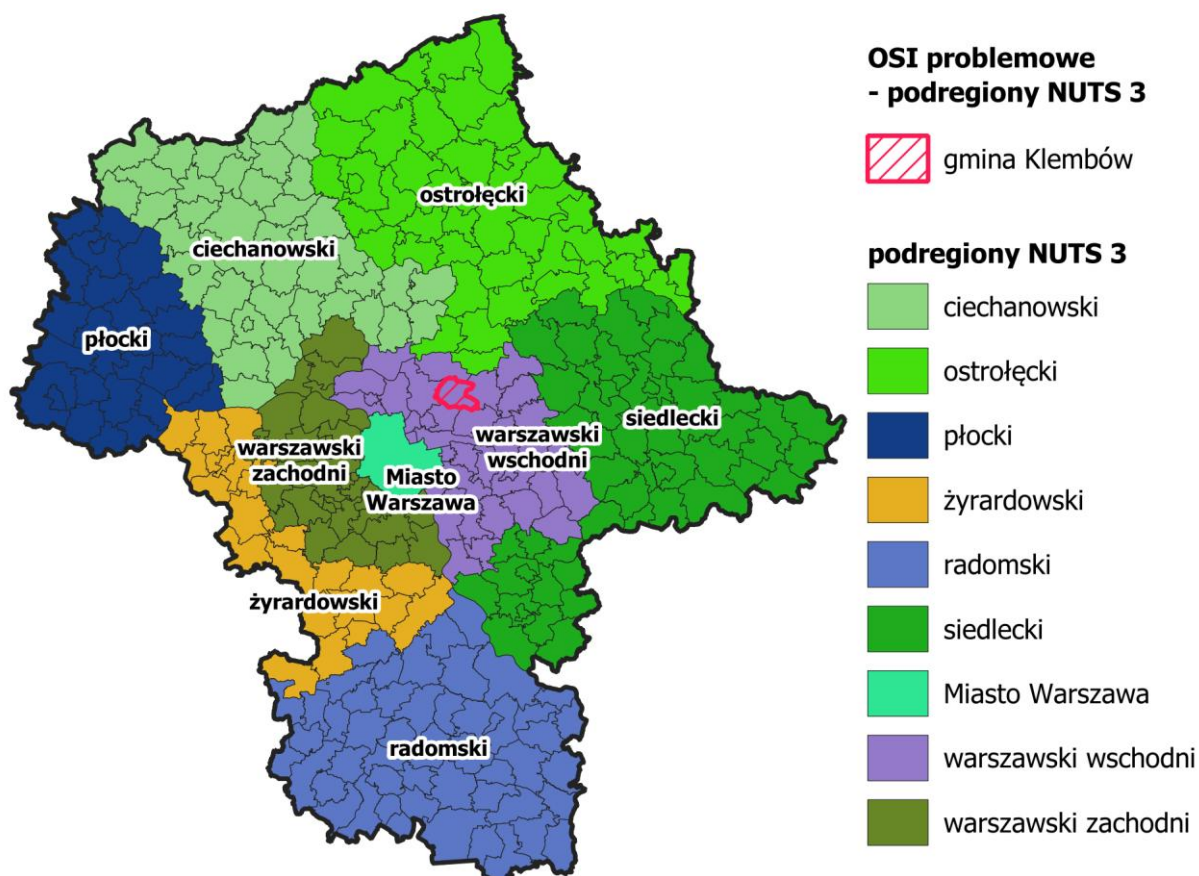 ostrołęcki
ciechanowski
płocki
siedlecki
warszawski
wschodni
warszawski
zachodni
Miasto
Warszawa
żyrardowski
radomski
OSI problemowe
- podregiony NUTS 3
gmina Klembów
podregiony NUTS 3
ciechanowski
ostrołęcki
płocki
żyrardowski
radomski
siedlecki
Miasto Warszawa
warszawski wschodni
warszawski zachodni